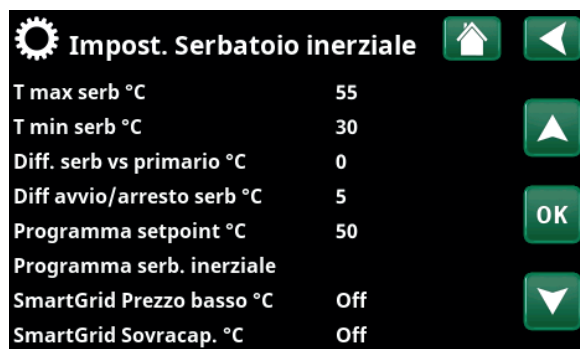 Impost. Serbatoio inerziale
T max serb °C 55
T min serb °C 30
Diff. serb vs primario °C 0
Diff avvio/arresto serb °C 5
OK
Programma setpoint °C 50
Programma serb. inerziale
SmartGrid Prezzo basso °C Off
SmartGrid Sovracap. °C Off